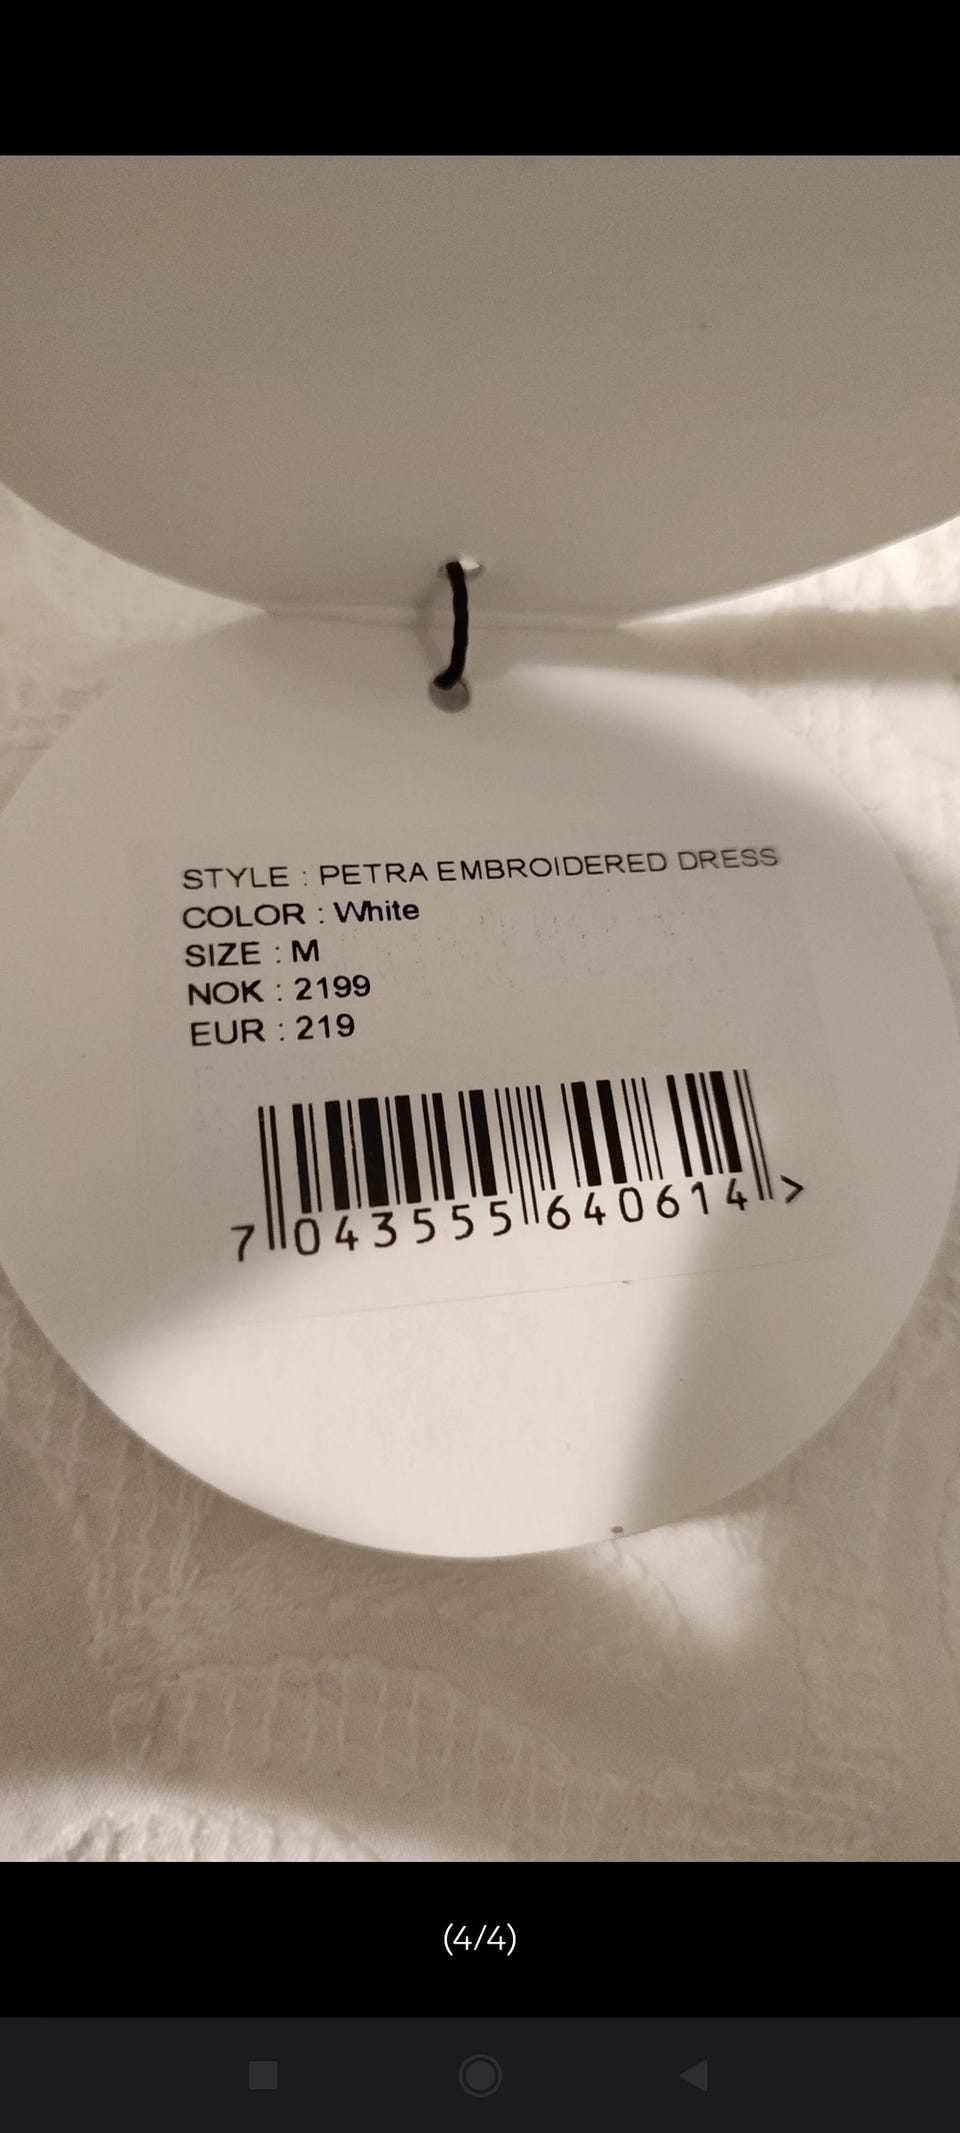 STYLE : PETRA EMBROIDERED DRESS
COLOR : White
SIZE : M
NOK : 2199
EUR : 219
7 043555 640614 >
(4/4)